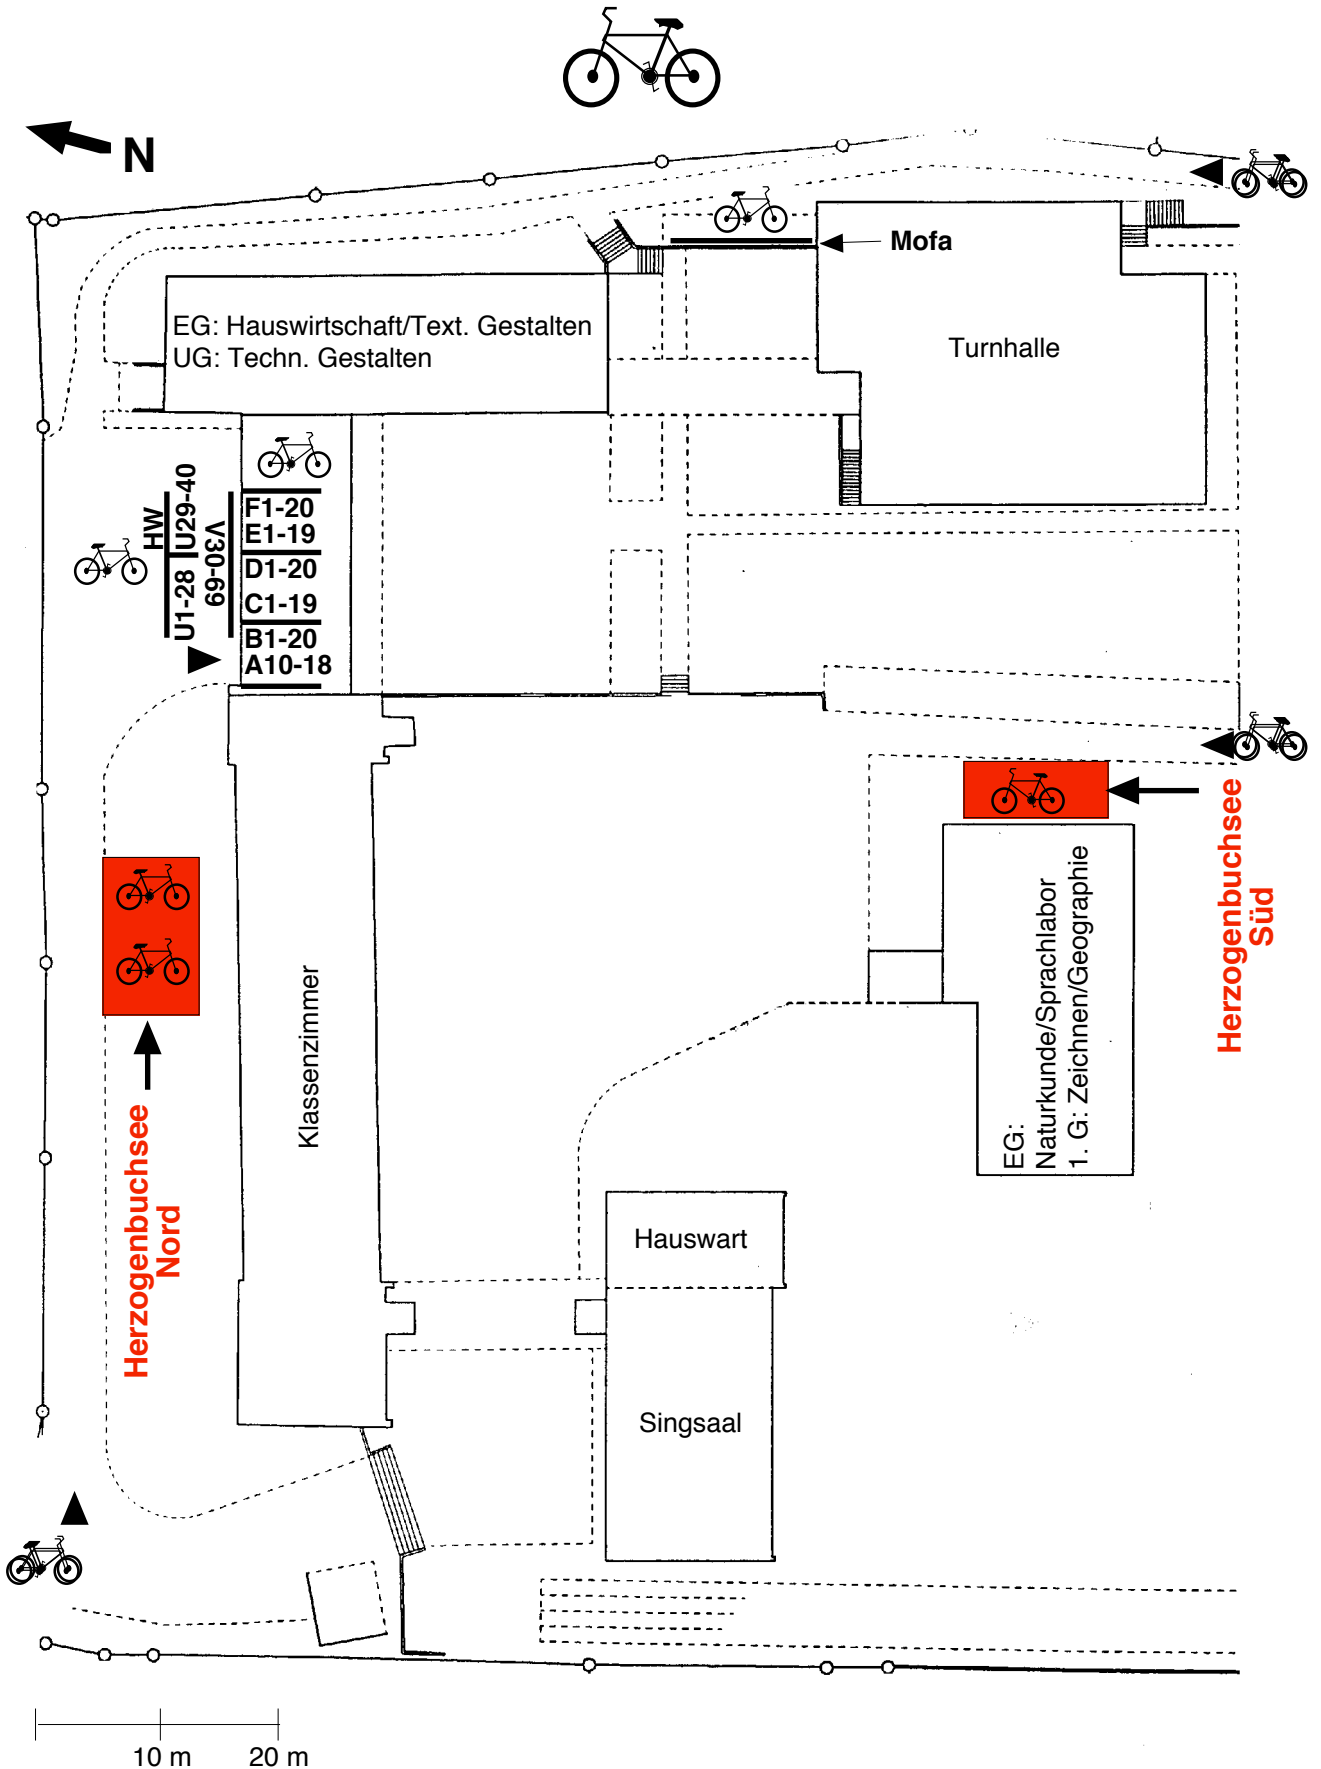 N
Mofa
EG: Hauswirtschaft/Text. Gestalten
UG: Techn. Gestalten
Turnhalle
HW
U29-40
U1-28
V30-69
F1-20
E1-19
D1-20
C1-19
B1-20
A10-18
Herzogenbuchsee
Süd
EG:
Naturkunde/Sprachlabor
1. G: Zeichnen/Geographie
Klassenzimmer
Herzogenbuchsee
Nord
Hauswart
Singsaal
10 m
20 m